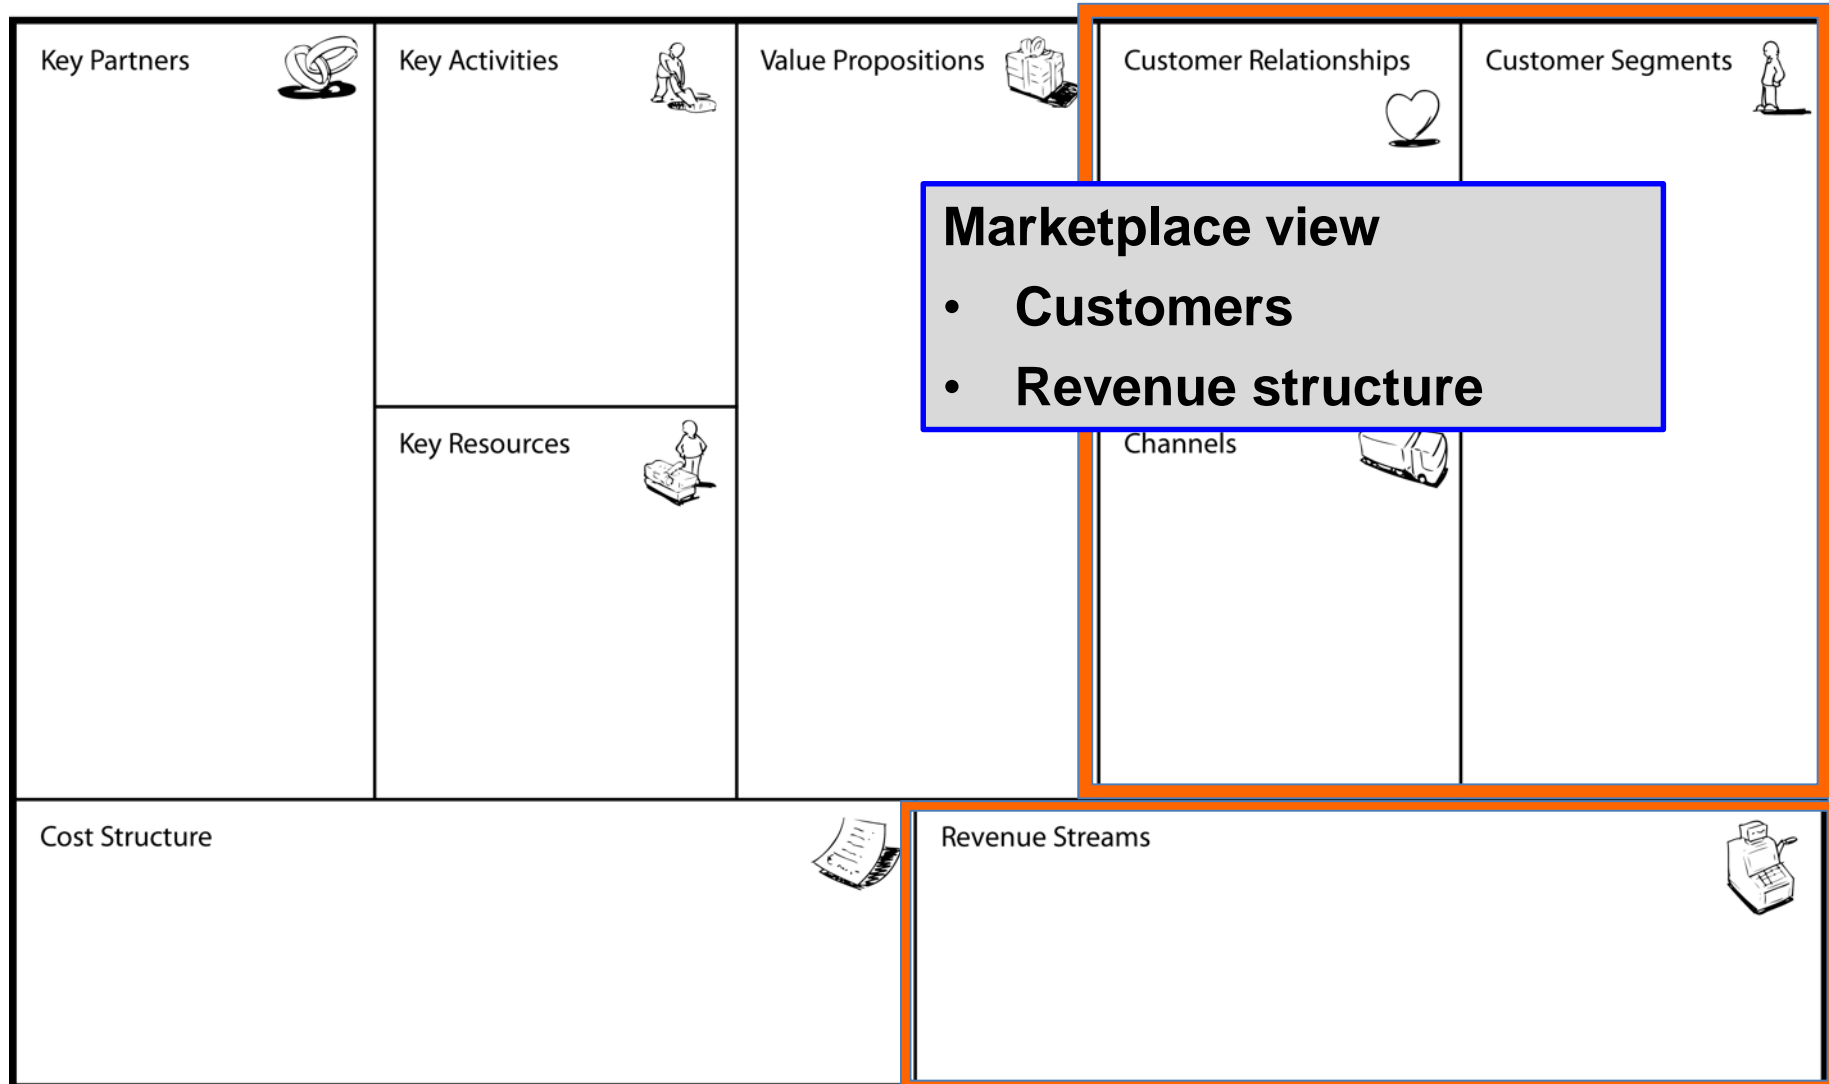 Key Partners
Key Activities
Value Propositions
Customer Relationships
Customer Segments
Marketplace view
• Customers
• Revenue structure
Key Resources
Channels
Cost Structure
Revenue Streams